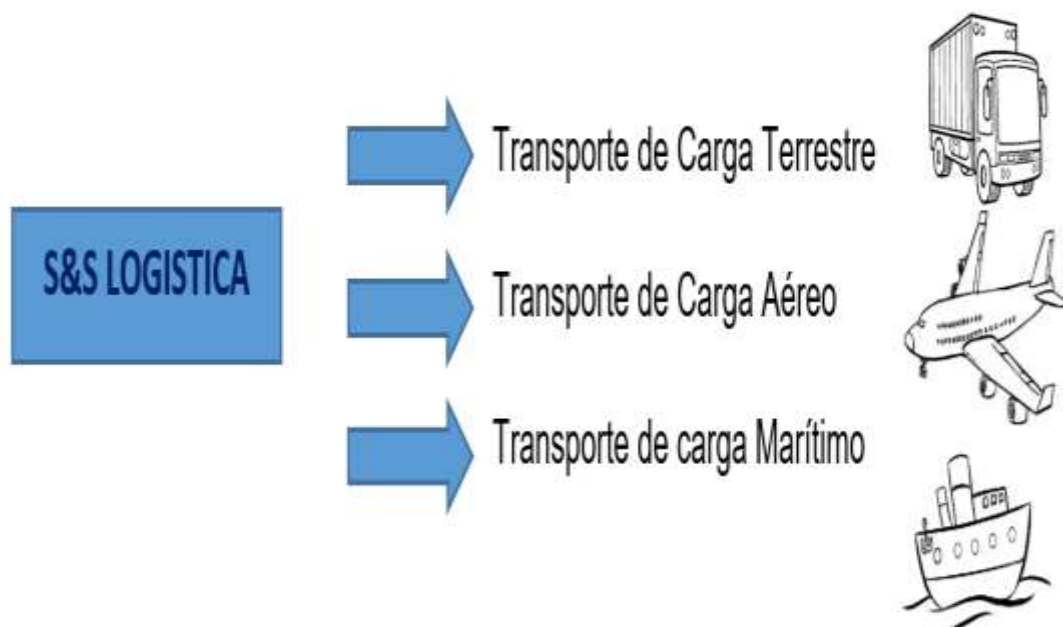 Transporte de Carga Terrestre
S&S LOGISTICA
Transporte de Carga Aéreo
Transporte de carga Marítimo